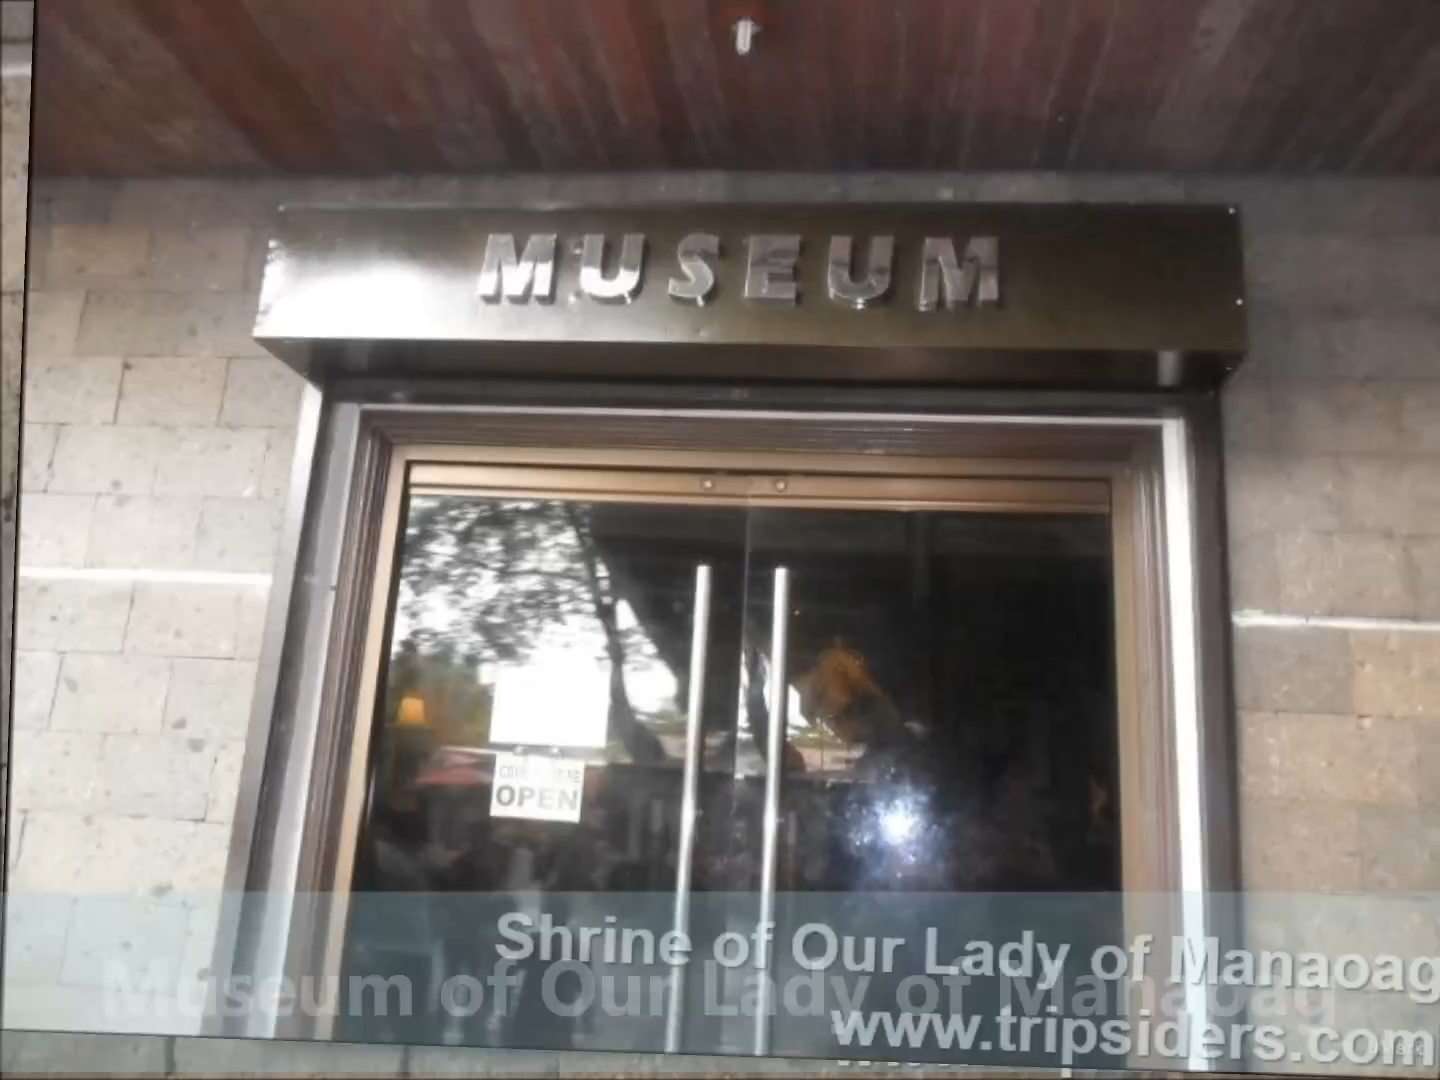 MUSEUM
OPEN
Shrine of Our Lady of Manaoag
Museum of Our Lady of Manaoag
www.tripsiders.com